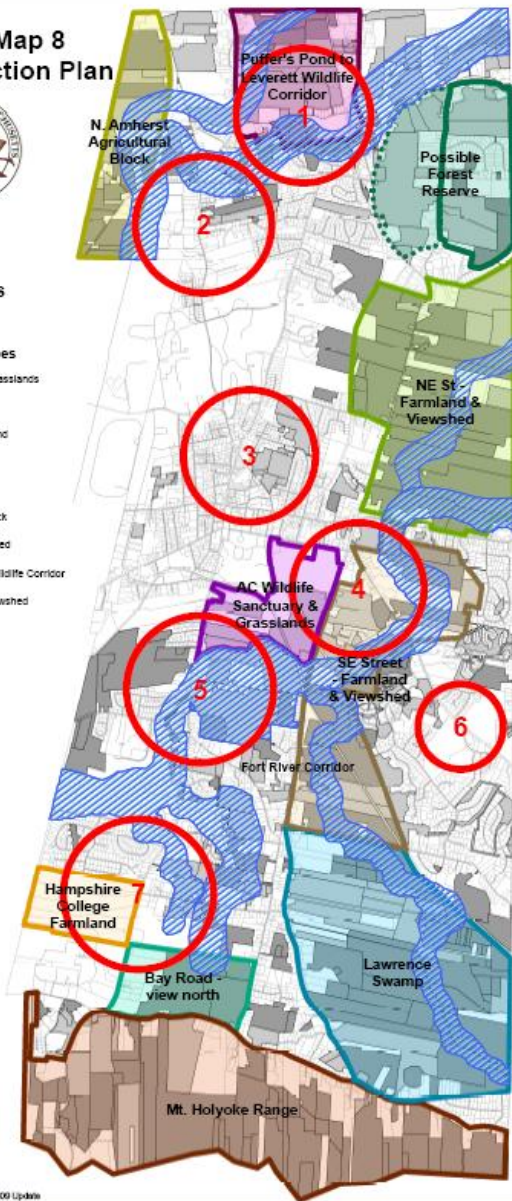 Map 8
ction Plan
Puffer's Pond to
Leverett Wildlife
Corridor
1
N. Amherst
Agricultural
Block
Possible
Forest
Reserve
2
s
es
asslands
nd
NE St -
Farmland &
Viewshed
3
ck
ed
ildlife Corridor
wshed
AC Wildlife
Sanctuary &
Grasslands
4
SE Street
- Farmland
& Viewshed
5
6
Fort River Corridor
Hampshire
College
Farmland
7
Lawrence
Swamp
Bay Road -
view north
Mt. Holyoke Range
09 Update